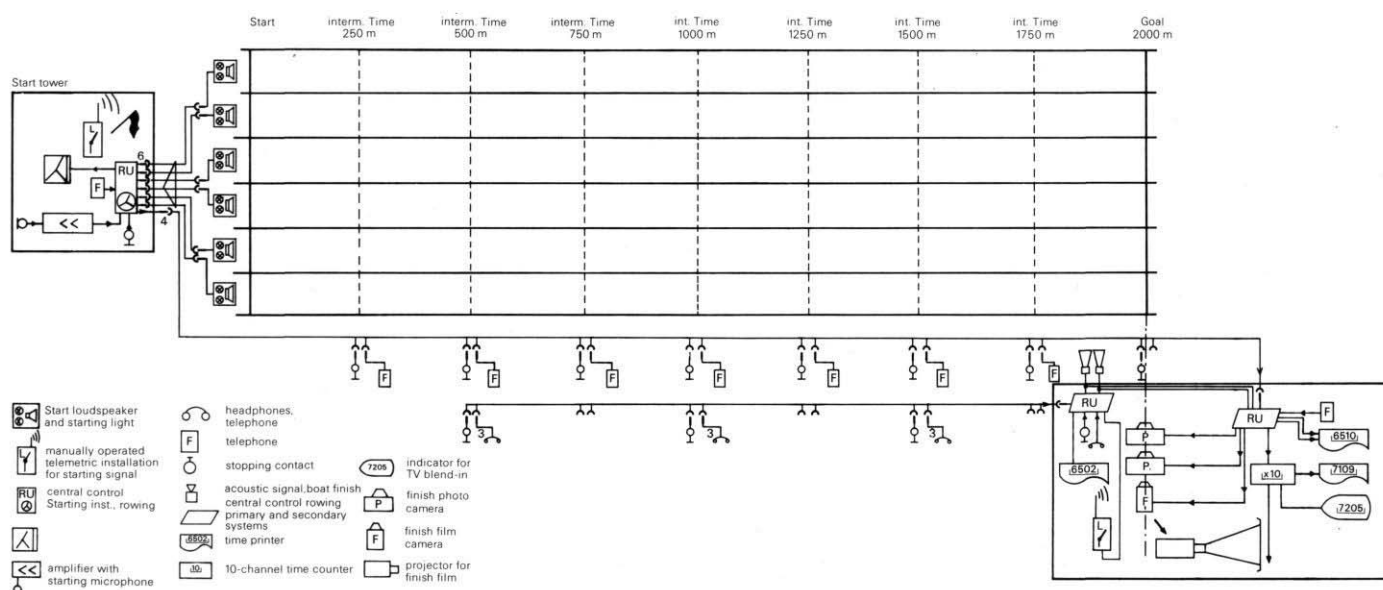 Start
interm. Time
250 m
interm. Time
500 m
interm. Time
750 m
int. Time
1000 m
int. Time
1250 m
int. Time
1500 m
int. Time
1750 m
Goal
2000 m
Start tower
L
6
RU
F
<<
4
F
F
F
F
F
F
F
3
3
3
RU
RU
F
P
P
F
6510
6502
x10
7109
7205
L
Start loudspeaker
and starting light
L
manually operated
telemetric installation
for starting signal
RU
central control
Starting inst., rowing
<<
amplifier with
starting microphone
headphones,
telephone
F
telephone
stopping contact
acoustic signal, boat finish
central control rowing
primary and secondary
systems
6502
time printer
10
10-channel time counter
7205
indicator for
TV blend-in
P
finish photo
camera
F
finish film
camera
projector for
finish film